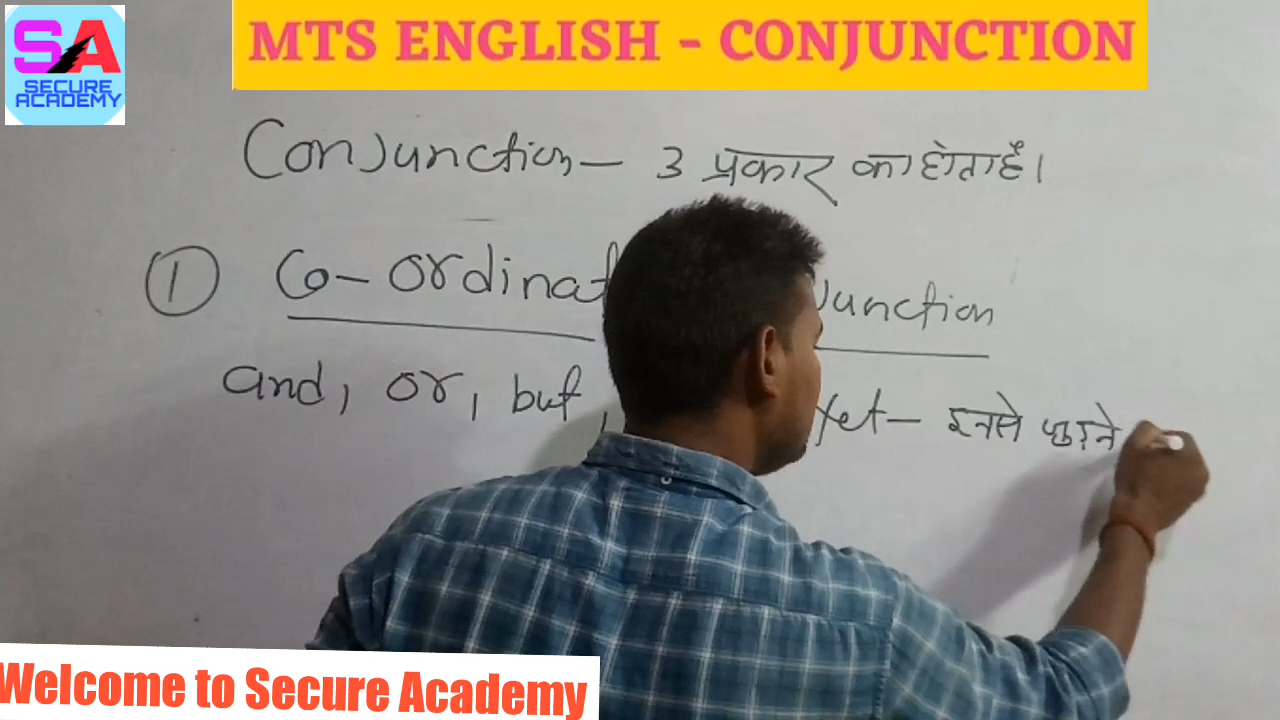 SA
SECURE
ACADEMY
MTS ENGLISH - CONJUNCTION
Conjunction – 3 प्रकार का होता हैं।
① Co-ordinat junction
and, or, but, yet – इनसे जुड़ने
Welcome to Secure Academy